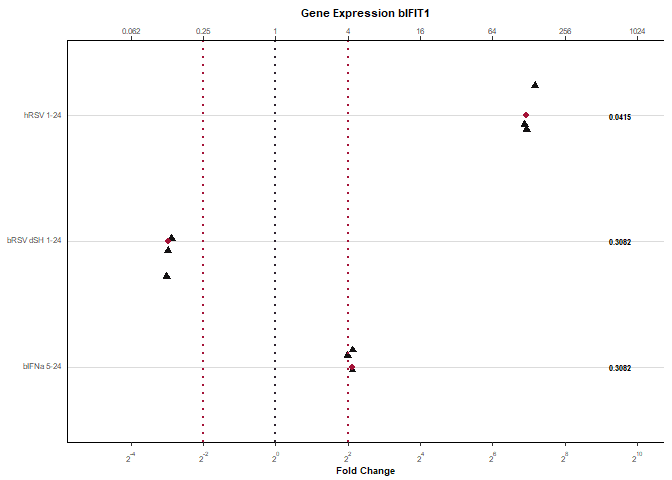 Gene Expression bIFIT1
0.062 0.25 1 4 16 64 256 1024
hRSV 1-24 0.0415
bRSV dSH 1-24 0.3082
bIFNa 5-24 0.3082
2^-4 2^-2 2^0 2^2 2^4 2^6 2^8 2^10
Fold Change